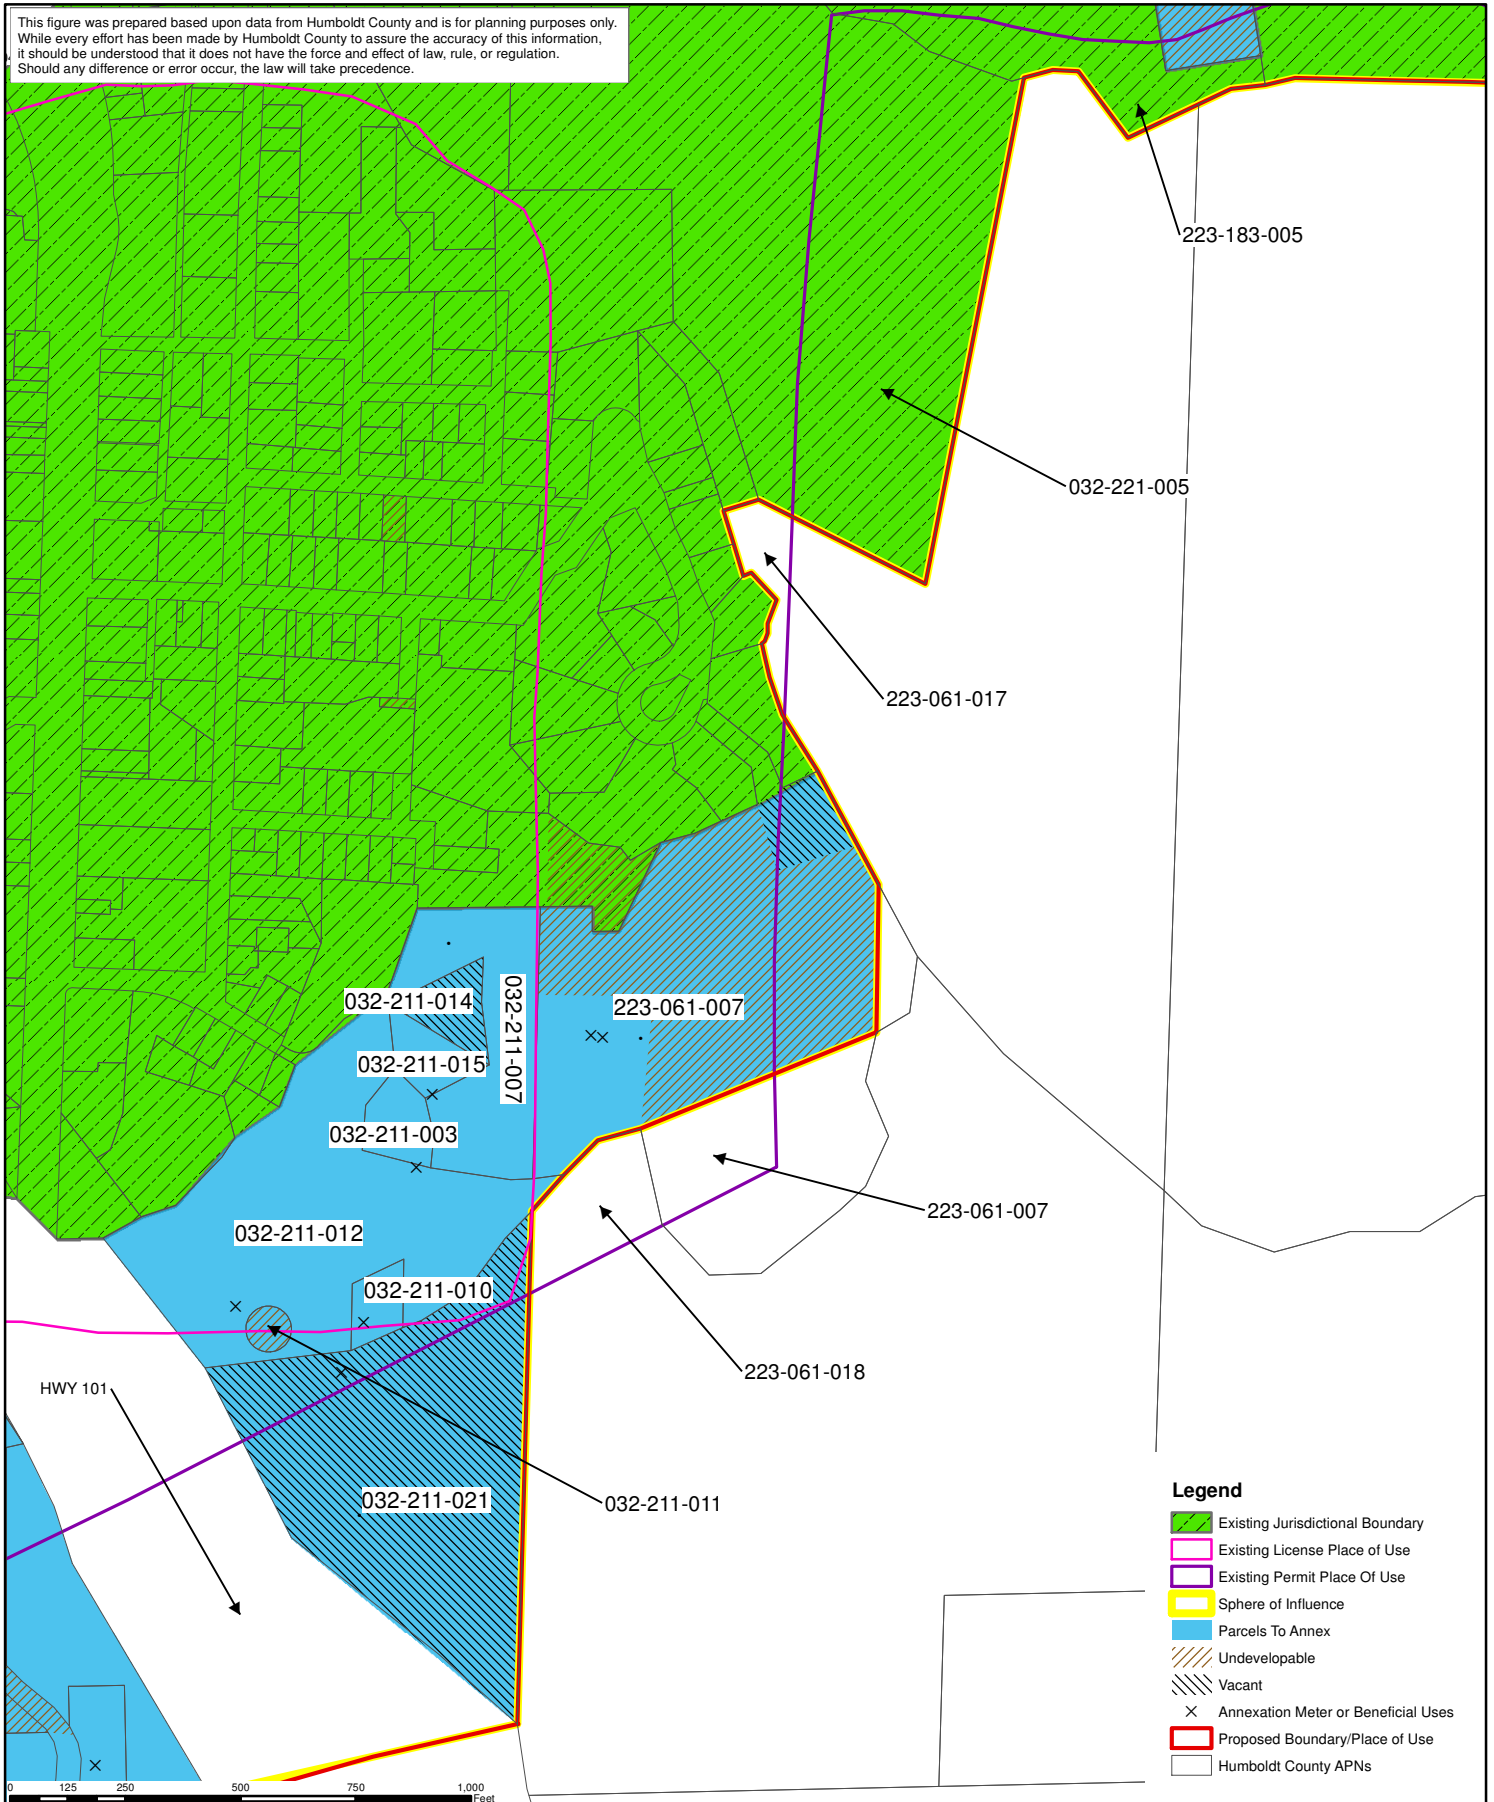 This figure was prepared based upon data from Humboldt County and is for planning purposes only.
While every effort has been made by Humboldt County to assure the accuracy of this information,
it should be understood that it does not have the force and effect of law, rule, or regulation.
Should any difference or error occur, the law will take precedence.
223-183-005
032-221-005
223-061-017
032-211-014
032-211-007
223-061-007
032-211-015
032-211-003
223-061-007
032-211-012
032-211-010
223-061-018
HWY 101
032-211-021
032-211-011
Legend
Existing Jurisdictional Boundary
Existing License Place of Use
Existing Permit Place Of Use
Sphere of Influence
Parcels To Annex
Undevelopable
Vacant
Annexation Meter or Beneficial Uses
Proposed Boundary/Place of Use
Humboldt County APNs
0 125 250 500 750 1,000
Feet